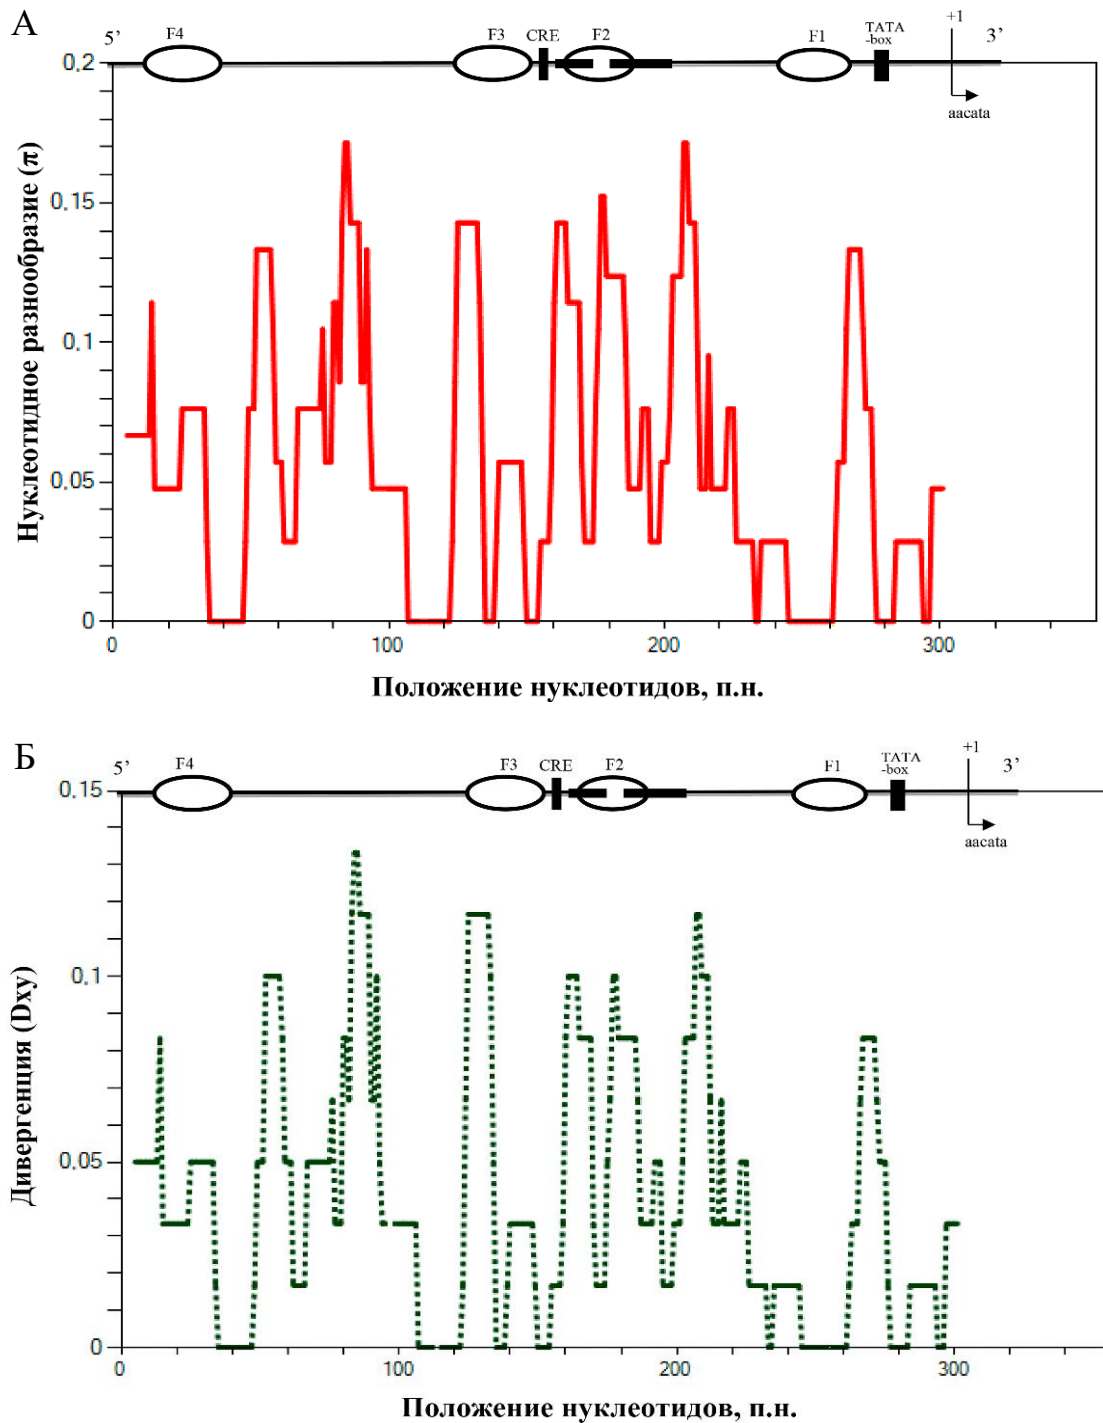 А
5’ F4 F3 CRE F2 F1 TATA -box +1 3’
aacata
0,2
0,15
0,1
0,05
0
Нуклеотидное разнообразие (π)
0 100 200 300
Положение нуклеотидов, п.н.
Б
5’ F4 F3 CRE F2 F1 TATA -box +1 3’
aacata
0,15
0,1
0,05
0
Дивергенция (Dxy)
0 100 200 300
Положение нуклеотидов, п.н.